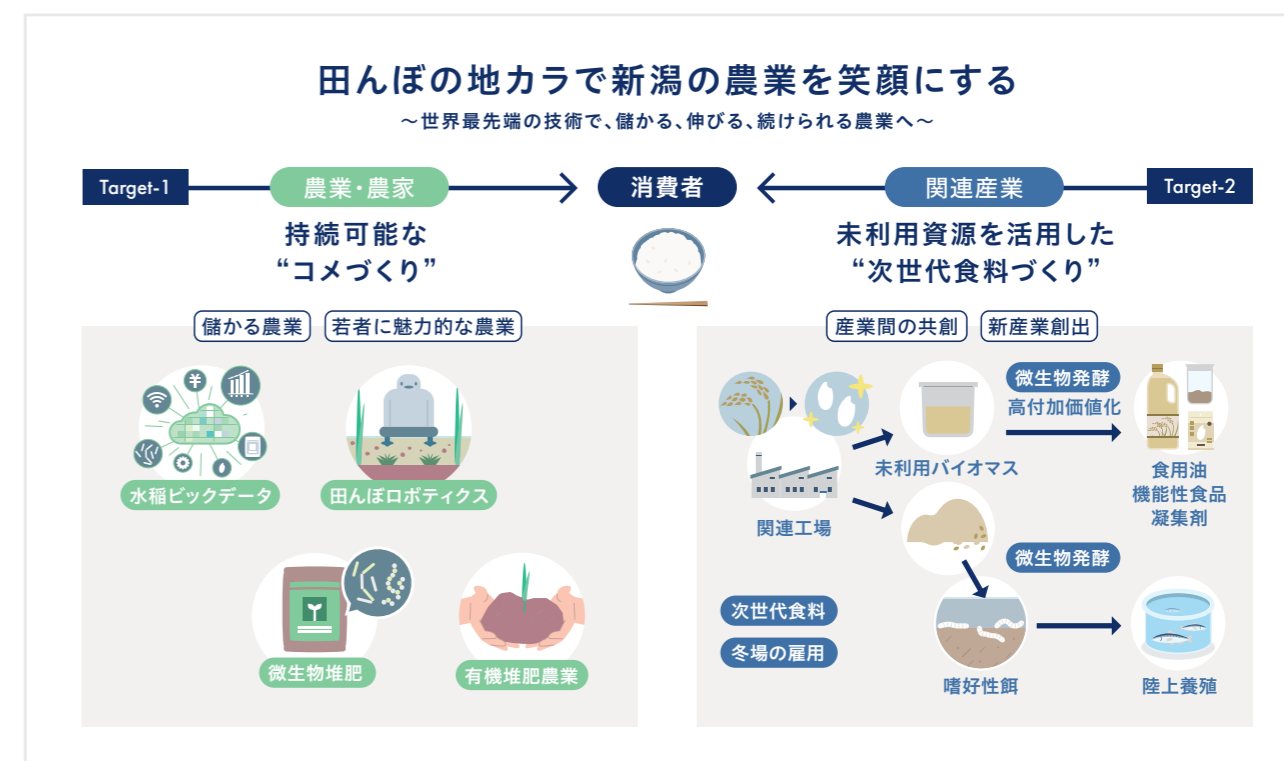 田んぼの地カラで新潟の農業を笑顔にする
〜世界最先端の技術で、儲かる、伸びる、続けられる農業へ〜
Target-1
農業・農家
消費者
関連産業
Target-2
持続可能な
“コメづくり”
未利用資源を活用した
“次世代食料づくり”
儲かる農業
若者に魅力的な農業
産業間の共創
新産業創出
¥
水稲ビックデータ
田んぼロボティクス
微生物堆肥
有機堆肥農業
関連工場
未利用バイオマス
微生物発酵
高付加価値化
食用油
機能性食品
凝集剤
微生物発酵
次世代食料
冬場の雇用
嗜好性餌
陸上養殖